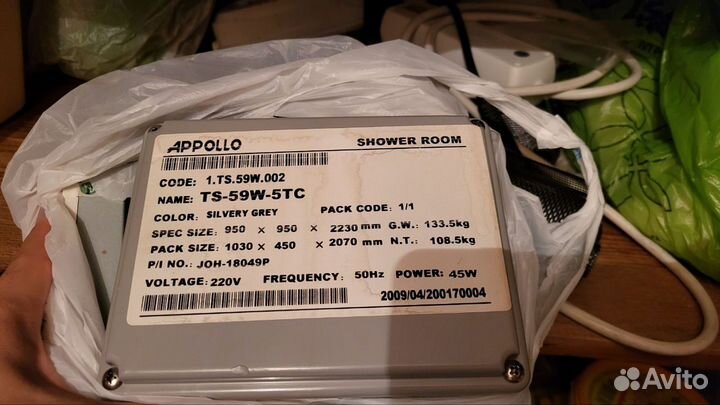 APPOLLO SHOWER ROOM
CODE: 1.TS.59W.002
NAME: TS-59W-5TC
COLOR: SILVERY GREY PACK CODE: 1/1
SPEC SIZE: 950 × 950 × 2230 mm G.W.: 133.5kg
PACK SIZE: 1030 × 450 × 2070 mm N.T.: 108.5kg
P/I NO.: JOH-18049P
VOLTAGE: 220V FREQUENCY: 50Hz POWER: 45W
2009/04/200170004
Avito